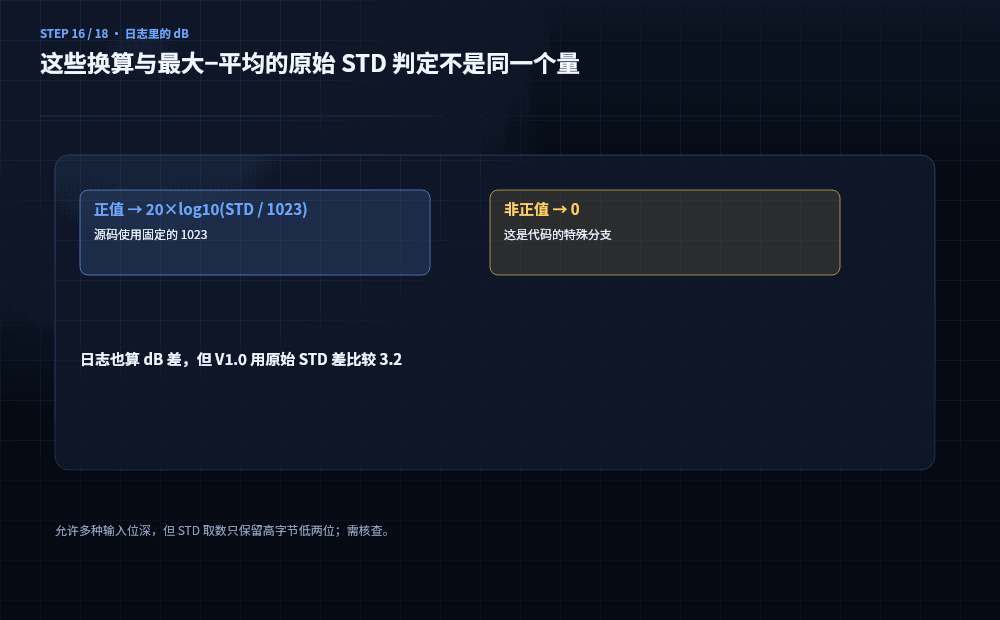 STEP 16 / 18 · 日志里的 dB
这些换算与最大−平均的原始 STD 判定不是同一个量
正值 → 20×log10(STD / 1023)
源码使用固定的 1023
非正值 → 0
这是代码的特殊分支
日志也算 dB 差，但 V1.0 用原始 STD 差比较 3.2
允许多种输入位深，但 STD 取数只保留高字节低两位；需核查。